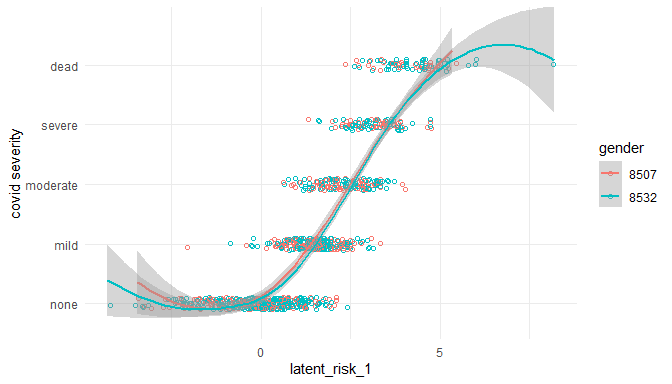 dead
severe
moderate
mild
none
covid severity
0
5
latent_risk_1
gender
8507
8532